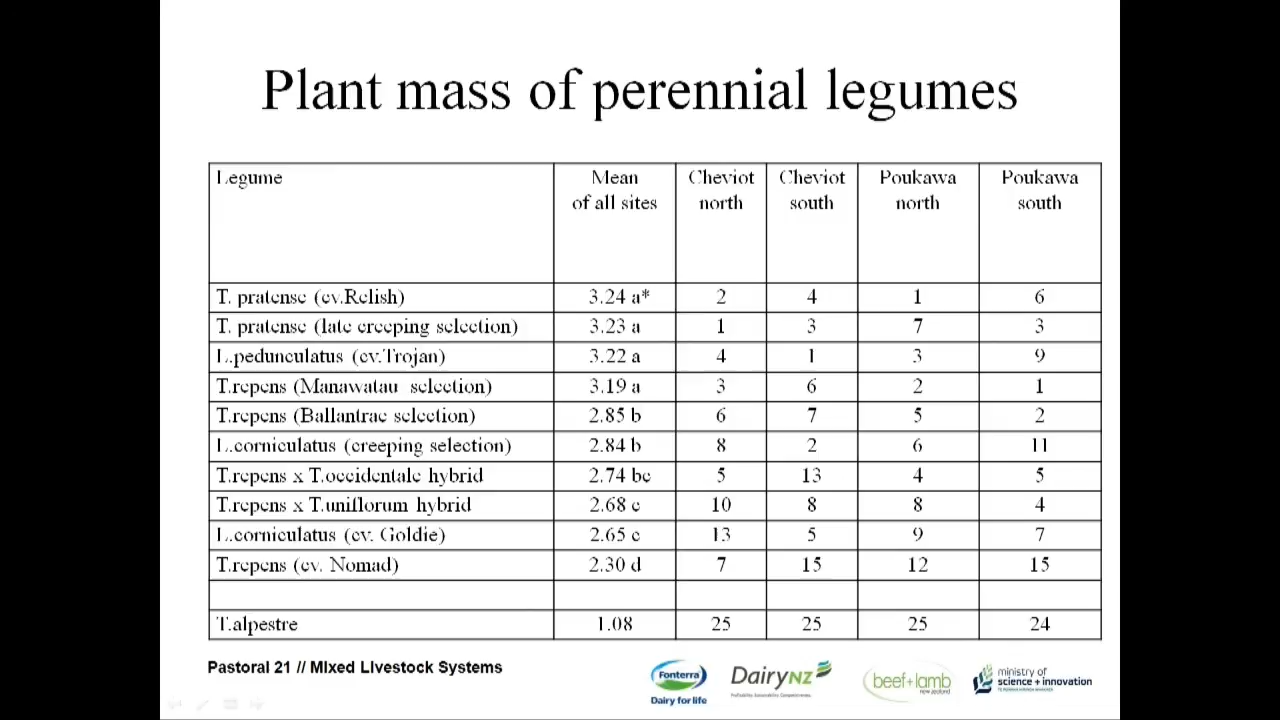 Plant mass of perennial legumes
Legume Mean of all sites Cheviot north Cheviot south Poukawa north Poukawa south
T. pratense (cv.Relish) 3.24 a* 2 4 1 6
T. pratense (late creeping selection) 3.23 a 1 3 7 3
L.pedunculatus (cv.Trojan) 3.22 a 4 1 3 9
T.repens (Manawatau selection) 3.19 a 3 6 2 1
T.repens (Ballantrae selection) 2.85 b 6 7 5 2
L.corniculatus (creeping selection) 2.84 b 8 2 6 11
T.repens x T.occidentale hybrid 2.74 bc 5 13 4 5
T.repens x T.uniflorum hybrid 2.68 c 10 8 8 4
L.corniculatus (cv. Goldie) 2.65 c 13 5 9 7
T.repens (cv. Nomad) 2.30 d 7 15 12 15
T.alpestre 1.08 25 25 25 24
Pastoral 21 // Mixed Livestock Systems
Fonterra
Dairy for life
DairyNZ
beef+lamb
new zealand
ministry of
science + innovation